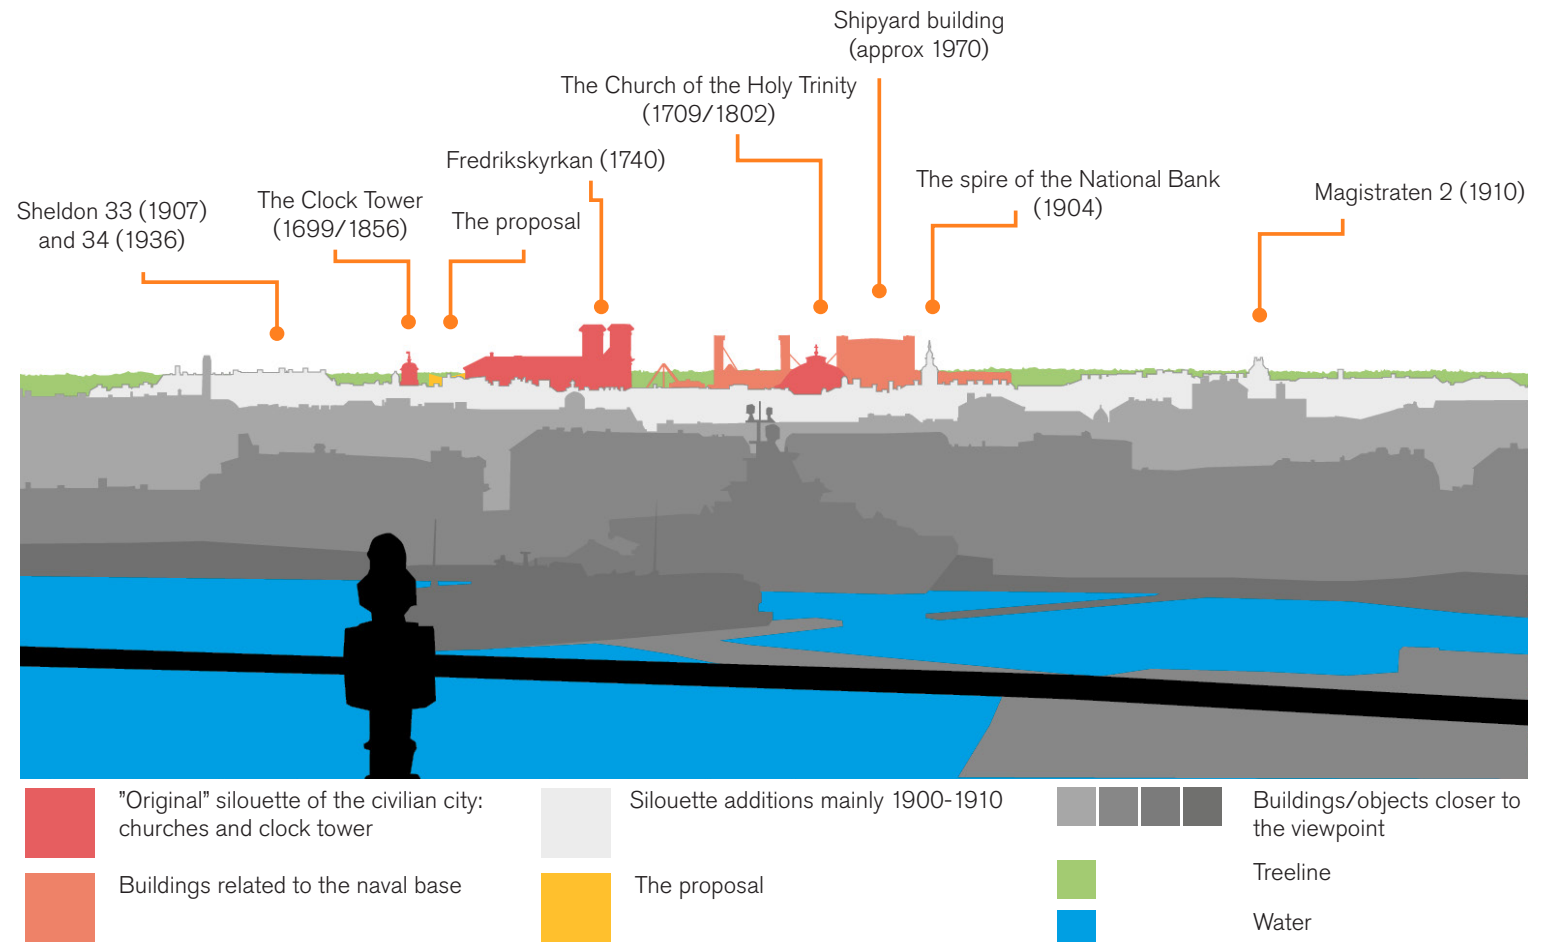 Shipyard building
(approx 1970)
The Church of the Holy Trinity
(1709/1802)
Fredrikskyrkan (1740)
The spire of the National Bank
(1904)
Magistraten 2 (1910)
The Clock Tower
(1699/1856)
The proposal
Sheldon 33 (1907)
and 34 (1936)
"Original" silouette of the civilian city:
churches and clock tower
Silouette additions mainly 1900-1910
Buildings/objects closer to
the viewpoint
Buildings related to the naval base
The proposal
Treeline
Water